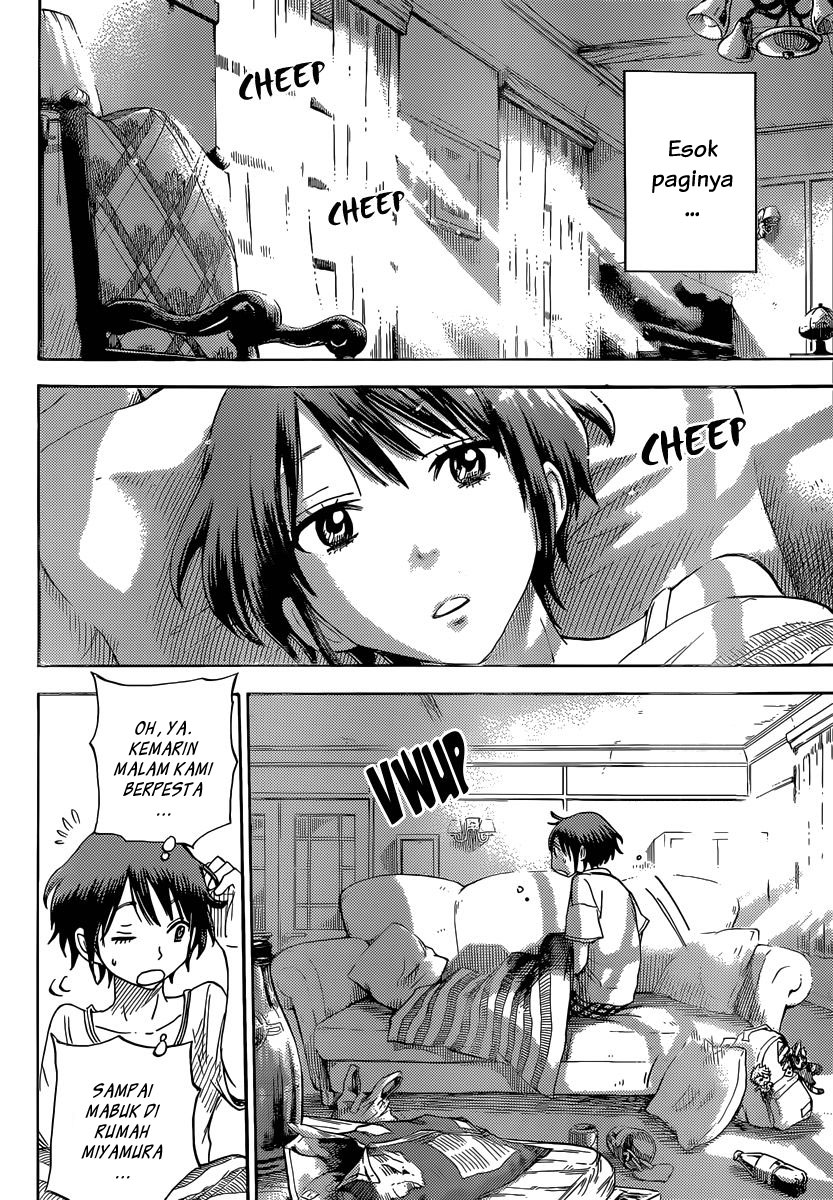 CHEEP
Esok
paginya
...
CHEEP
CHEEP
OH, YA.
KEMARIN
MALAM KAMI
BERPESTA
...
VWUP
SAMPAI
MABUK DI
RUMAH
MIYAMURA
...